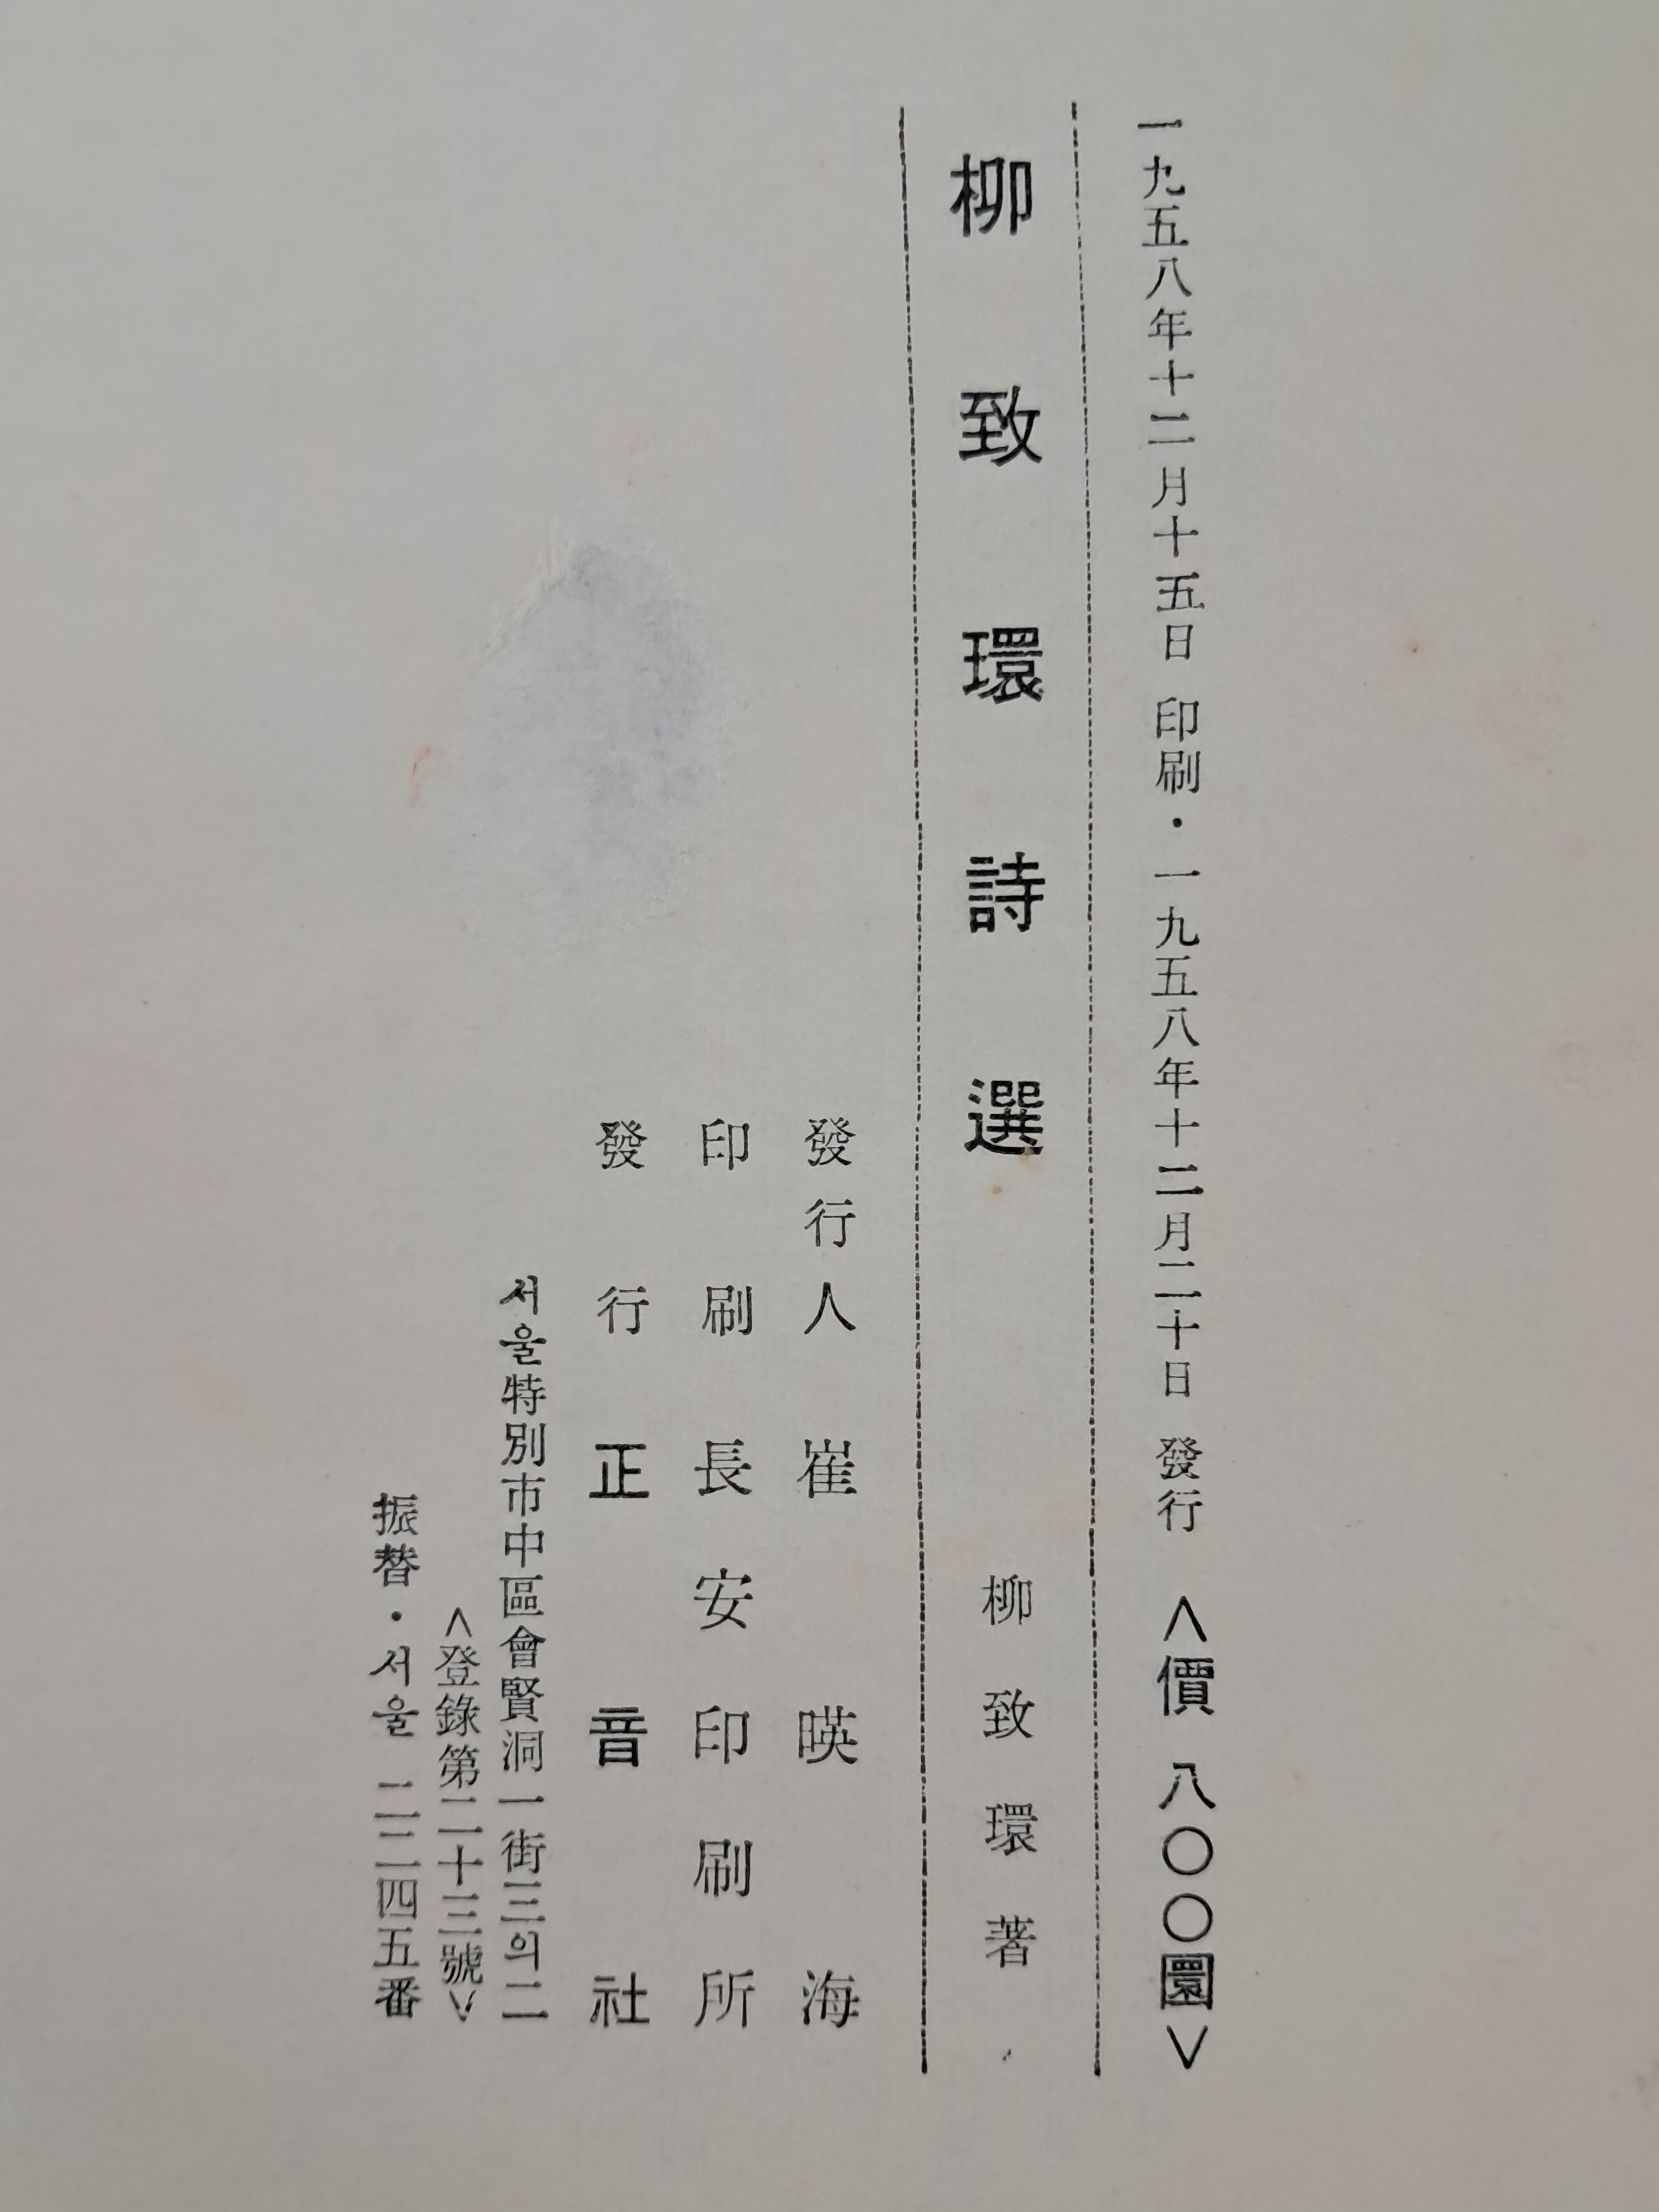 一九五八年十二月十五日 印刷・一九五八年十二月二十日 發行 <價 八〇〇圜>
柳致環詩選 柳致環著
發行人 崔暎海
印刷 長安印刷所
發行 正音社
서울特別市中區會賢洞一街三의二
<登錄第二十三號>
振替・서울 二二四五番